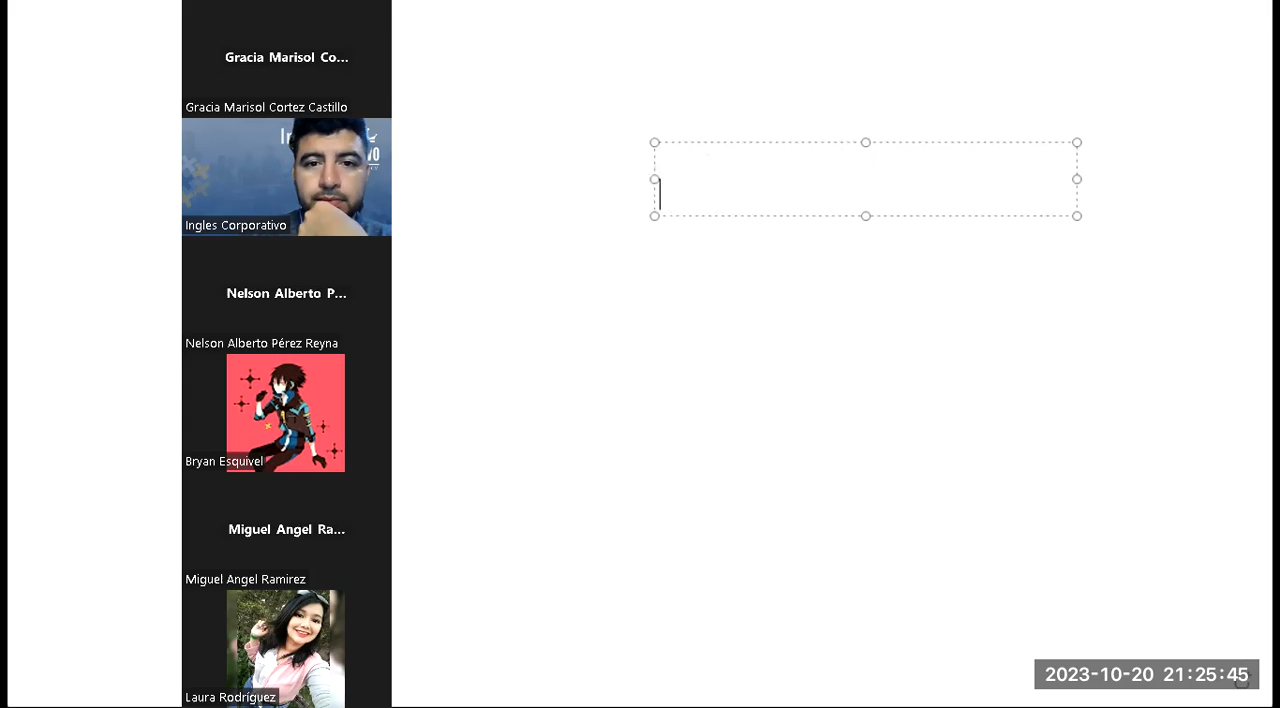 Gracia Marisol Co...
Gracia Marisol Cortez Castillo
Ingles Corporativo
Nelson Alberto P...
Nelson Alberto Pérez Reyna
Bryan Esquivel
Miguel Angel Ra...
Miguel Angel Ramirez
Laura Rodríguez
2023-10-20 21:25:45